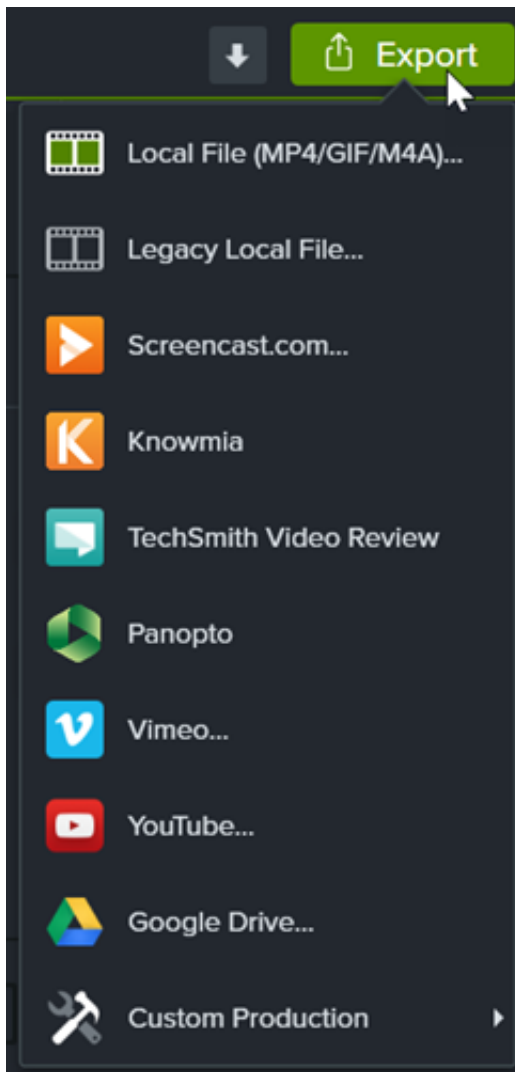 Export
Local File (MP4/GIF/M4A)...
Legacy Local File...
Screencast.com...
Knowmia
TechSmith Video Review
Panopto
Vimeo...
YouTube...
Google Drive...
Custom Production